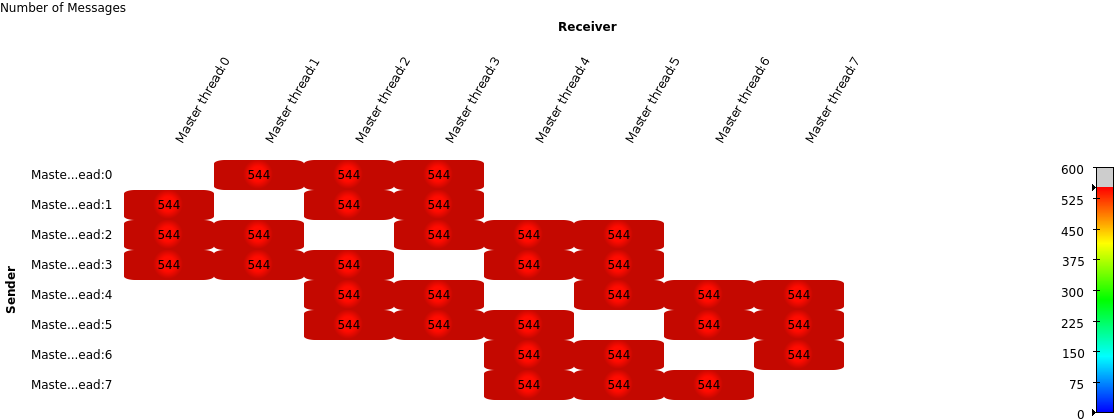 Number of Messages
Receiver
Master thread:0 Master thread:1 Master thread:2 Master thread:3 Master thread:4 Master thread:5 Master thread:6 Master thread:7
Sender
Maste...ead:0 544 544 544
Maste...ead:1 544 544 544
Maste...ead:2 544 544 544 544 544
Maste...ead:3 544 544 544 544 544
Maste...ead:4 544 544 544 544 544
Maste...ead:5 544 544 544 544 544
Maste...ead:6 544 544 544
Maste...ead:7 544 544 544
600
525
450
375
300
225
150
75
0